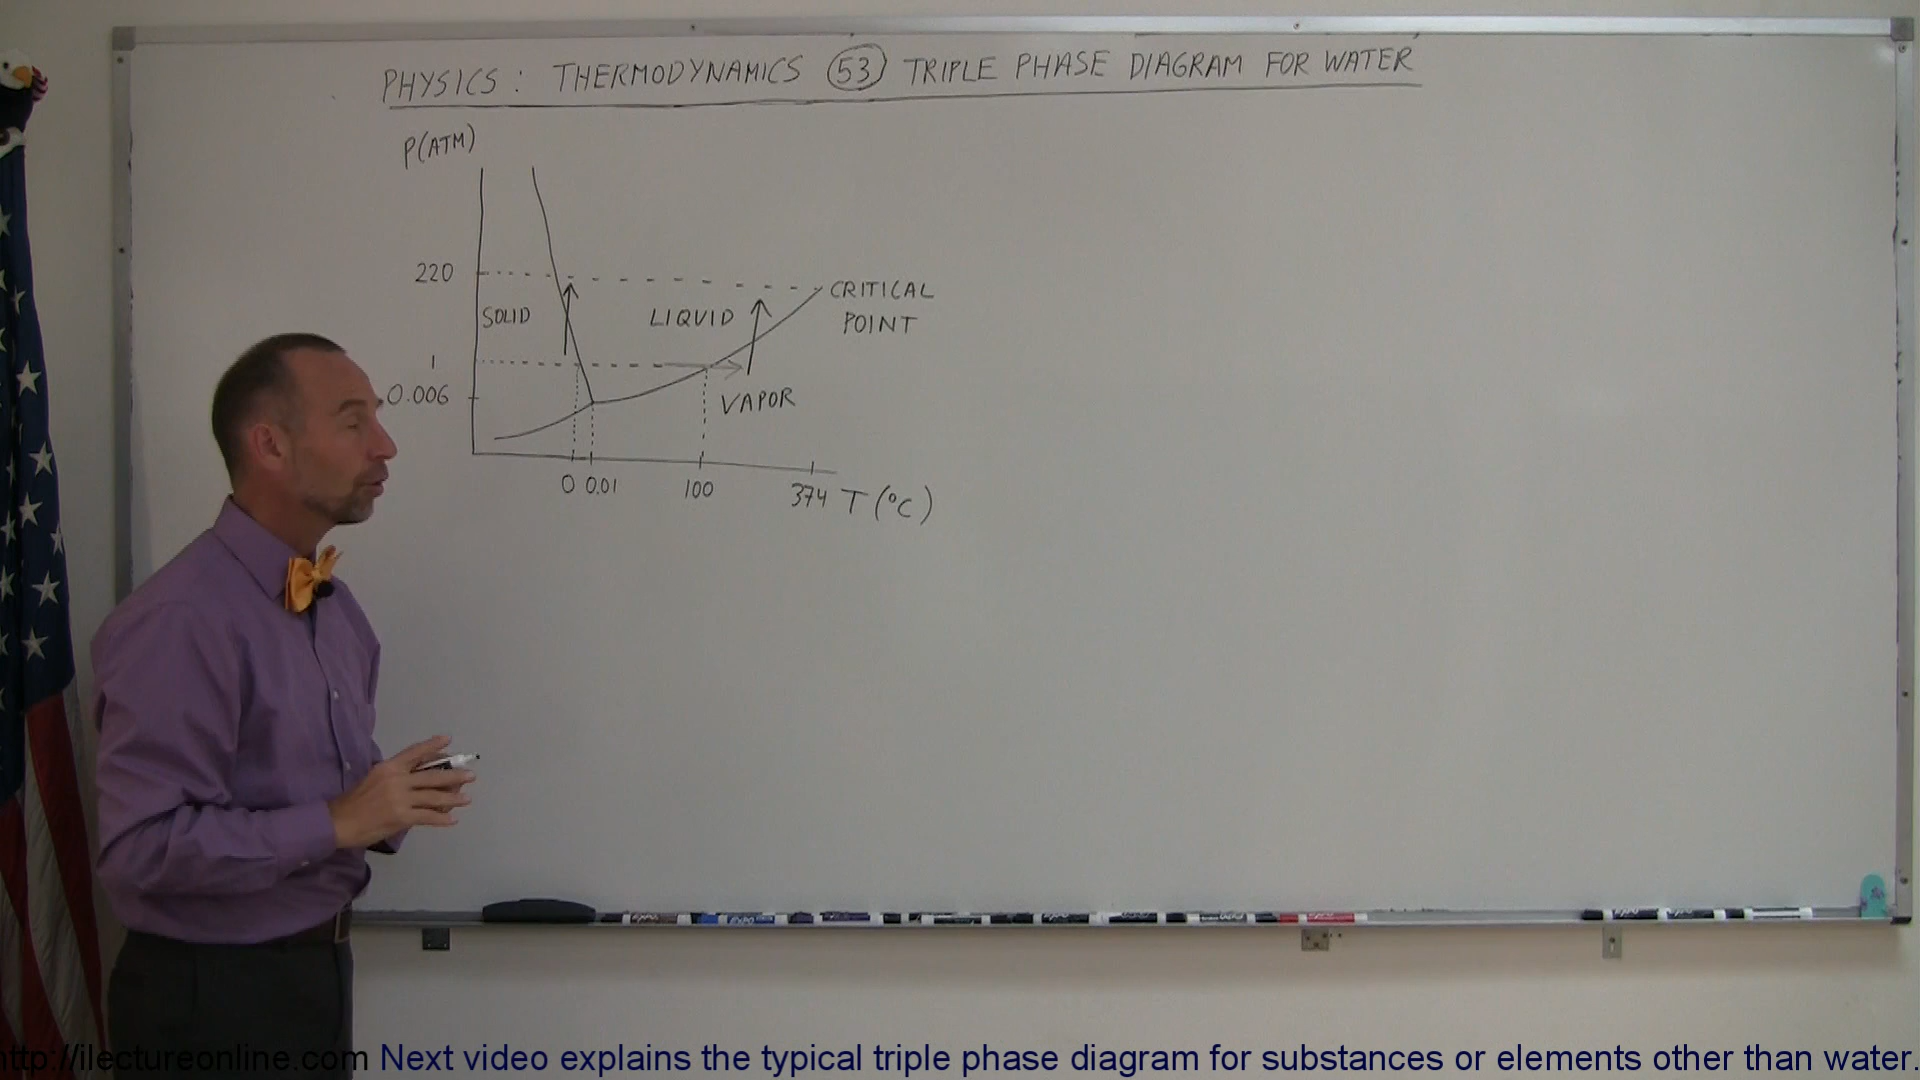 PHYSICS: THERMODYNAMICS 53 TRIPLE PHASE DIAGRAM FOR WATER
P(ATM)
220
CRITICAL
POINT
SOLID
LIQUID
1
0.006
VAPOR
0 0.01 100 374 T (°C)
http://ilectureonline.com Next video explains the typical triple phase diagram for substances or elements other than water.